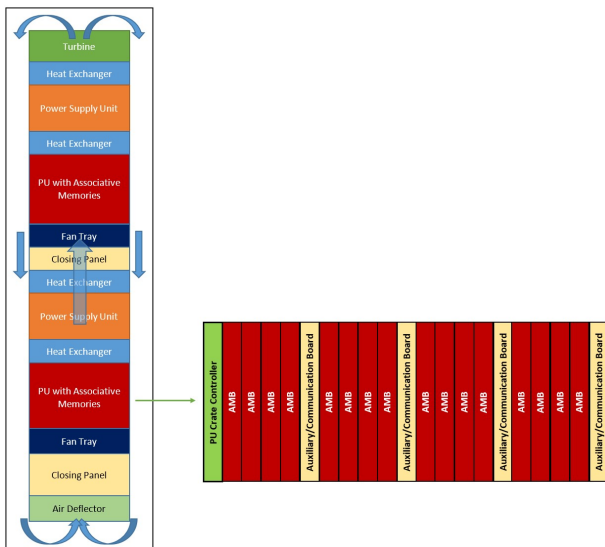 Turbine
Heat Exchanger
Power Supply Unit
Heat Exchanger
PU with Associative
Memories
Fan Tray
Closing Panel
Heat Exchanger
Power Supply Unit
Heat Exchanger
PU with Associative
Memories
Fan Tray
Closing Panel
Air Deflector
PU Crate Controller
AMB
AMB
AMB
AMB
Auxiliary/Communication Board
AMB
AMB
AMB
AMB
Auxiliary/Communication Board
AMB
AMB
AMB
AMB
Auxiliary/Communication Board
AMB
AMB
AMB
AMB
Auxiliary/Communication Board